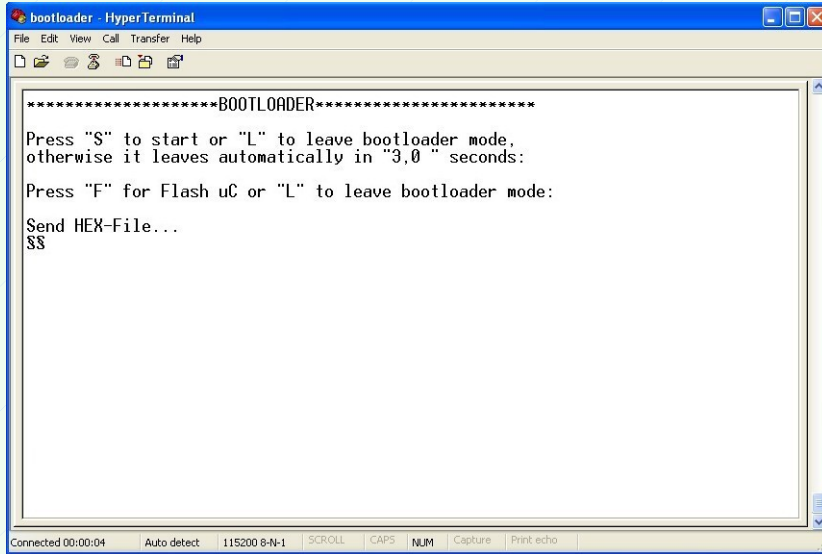 bootloader - HyperTerminal
File Edit View Call Transfer Help
********************BOOTLOADER***********************
Press "S" to start or "L" to leave bootloader mode,
otherwise it leaves automatically in "3,0 " seconds:
Press "F" for Flash uC or "L" to leave bootloader mode:
Send HEX-File...
§§
Connected 00:00:04 Auto detect 115200 8-N-1 SCROLL CAPS NUM Capture Print echo